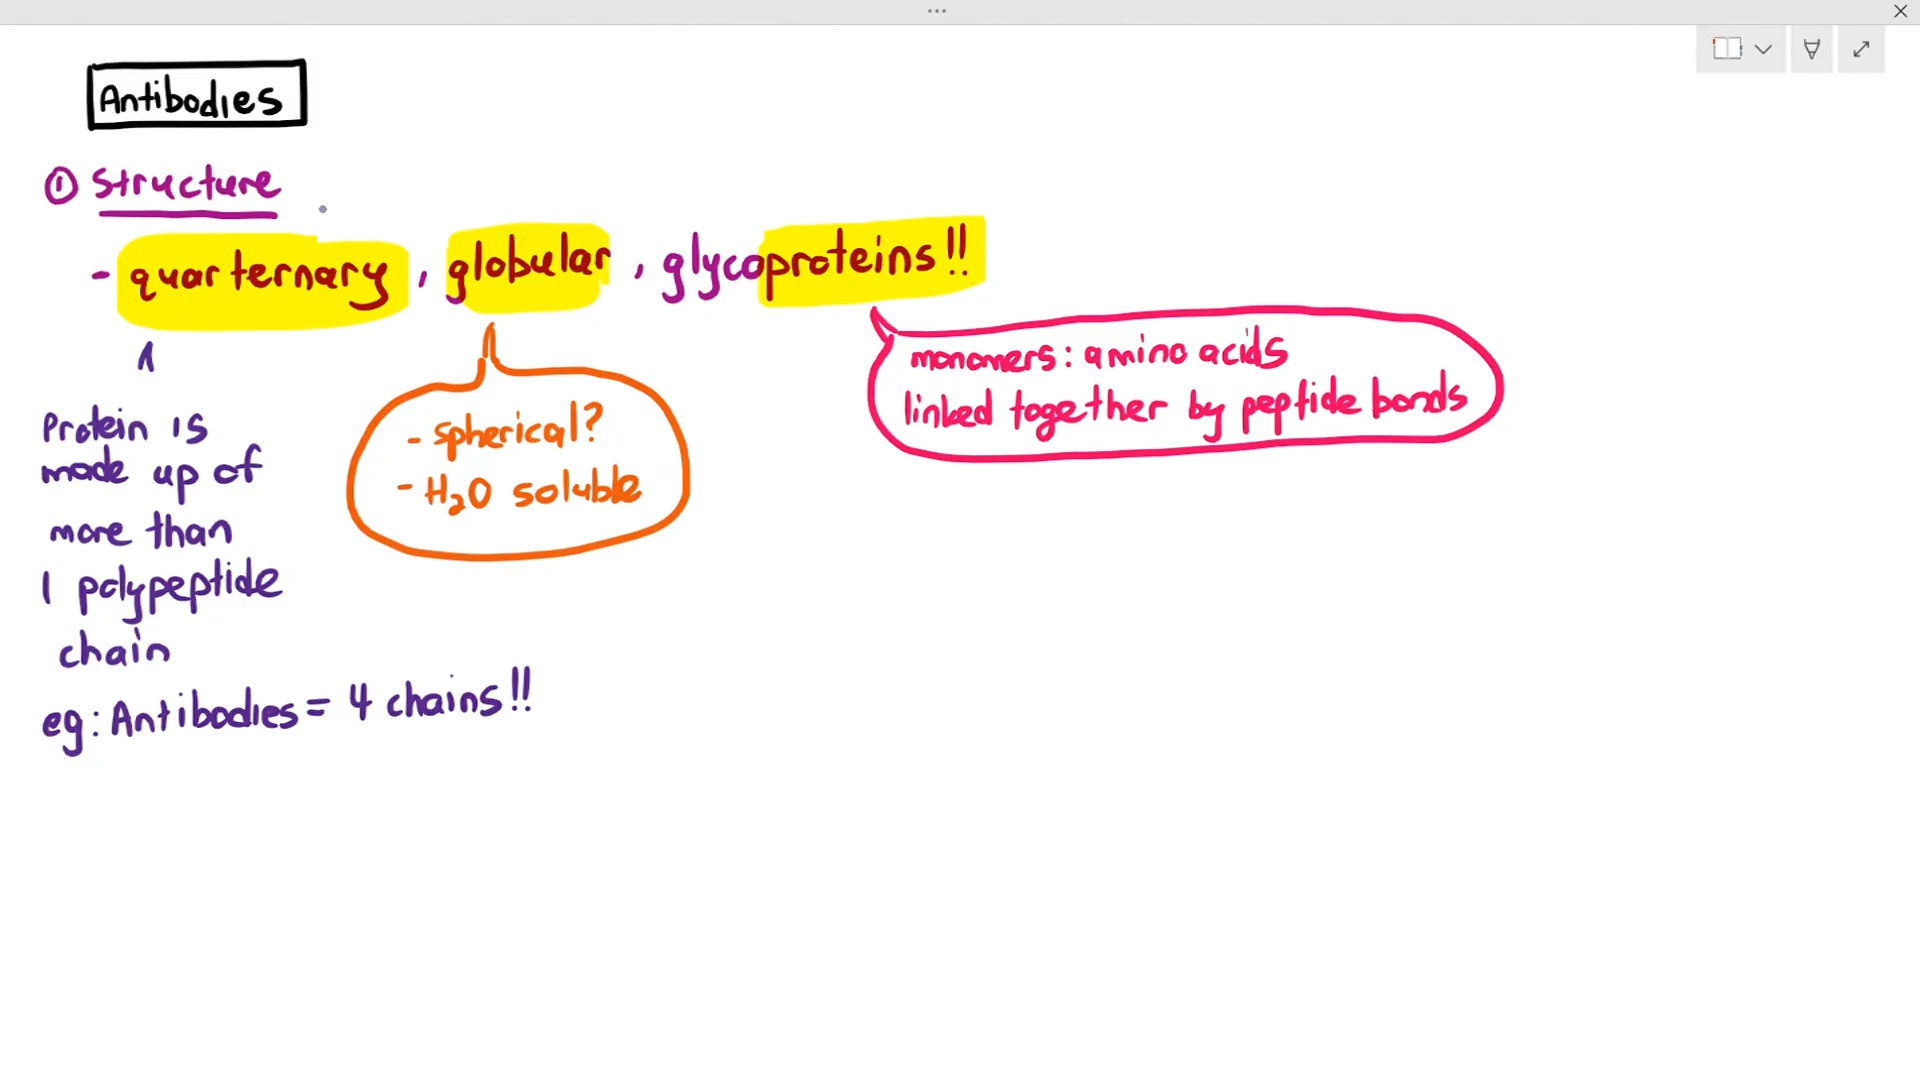 Antibodies
① Structure
- quarternary, globular, glycoproteins!!
monomers: amino acids
linked together by peptide bonds
- spherical?
- H₂O soluble
Protein is
made up of
more than
1 polypeptide
chain
eg: Antibodies = 4 chains!!